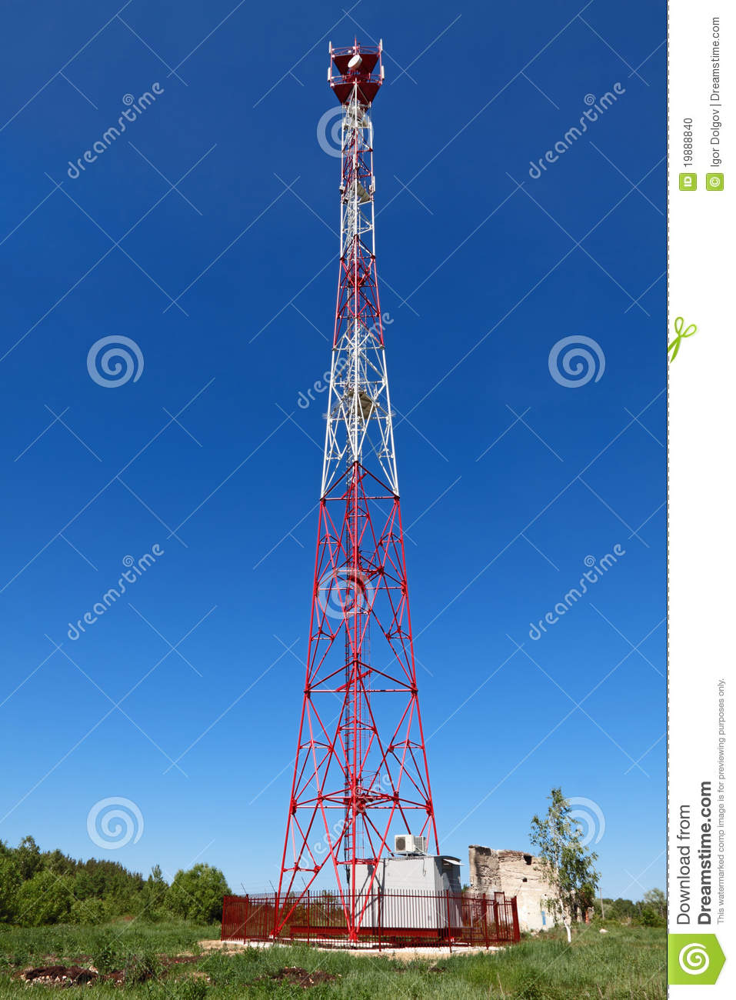 dreamstime
dreamstime
dreamstime
dreamstime
dreamstime
dreamstime
ID 19888840
© Igor Dolgov | Dreamstime.com
Download from
Dreamstime.com
This watermarked comp image is for previewing purposes only.